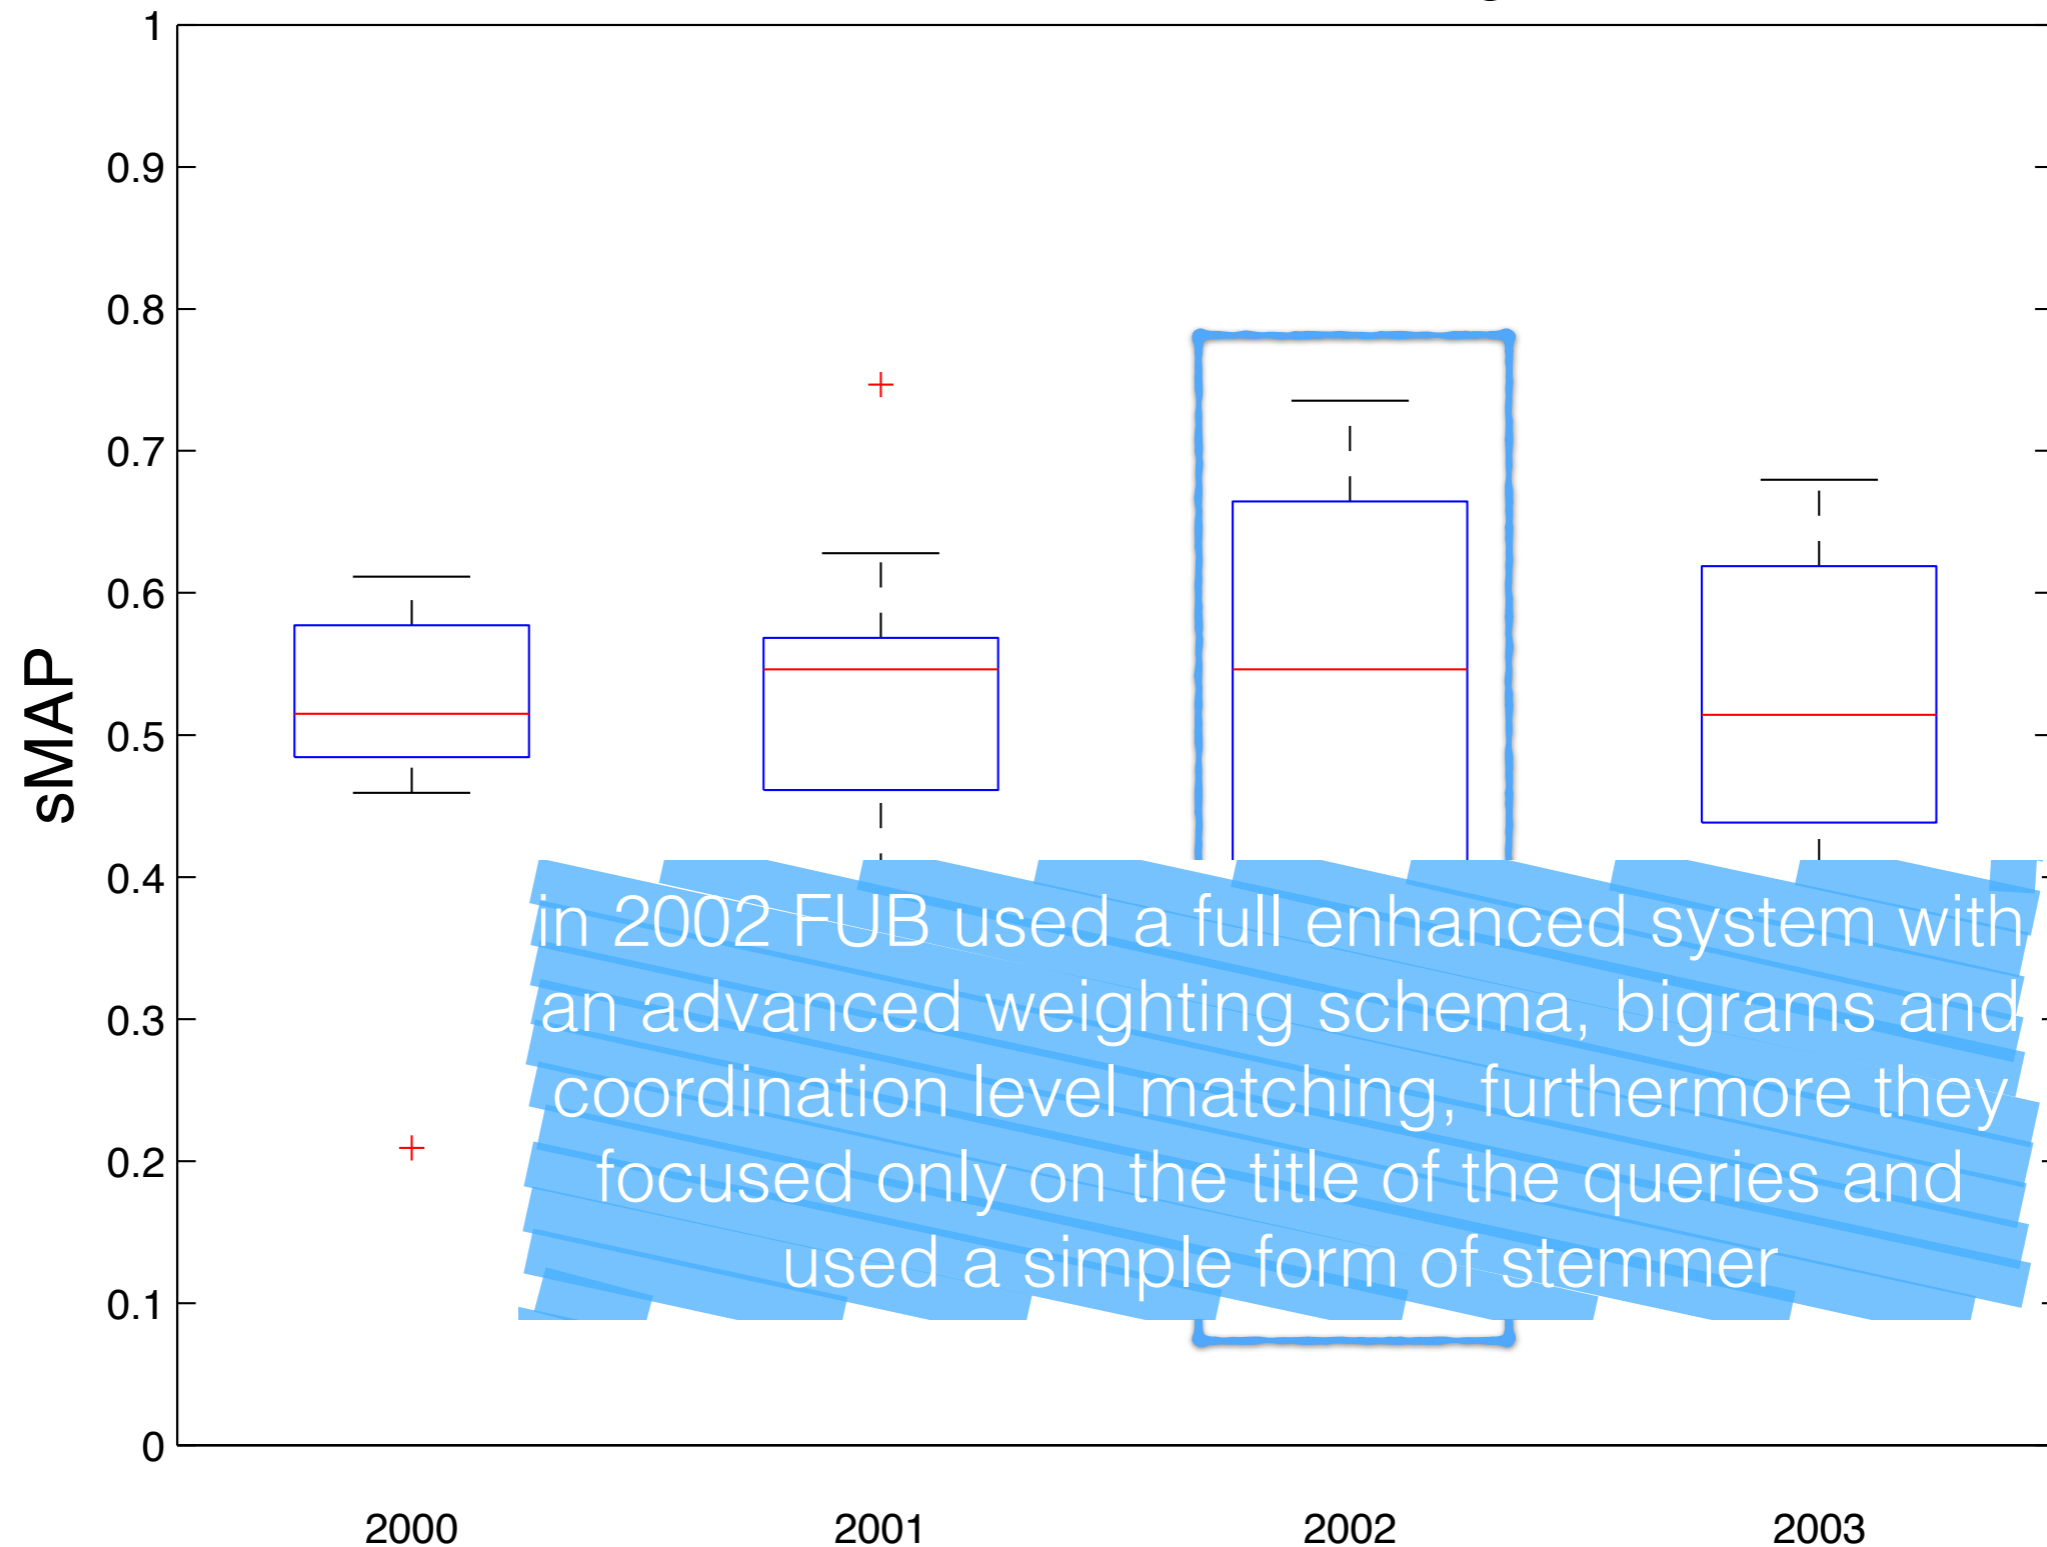 1
0.9
0.8
0.7
0.6
0.5
0.4
0.3
0.2
0.1
0
sMAP
in 2002 FUB used a full enhanced system with
an advanced weighting schema, bigrams and
coordination level matching, furthermore they
focused only on the title of the queries and
used a simple form of stemmer
2000 2001 2002 2003